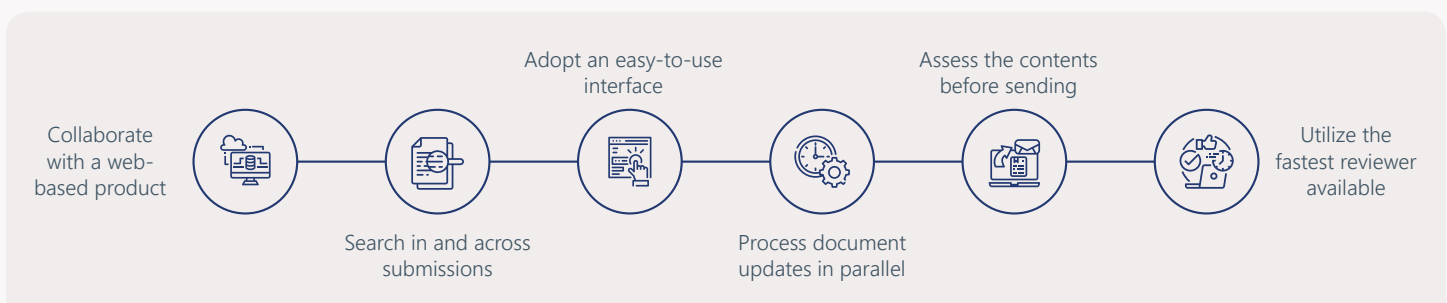 Collaborate
with a web-
based product
Search in and across
submissions
Adopt an easy-to-use
interface
Process document
updates in parallel
Assess the contents
before sending
Utilize the
fastest reviewer
available